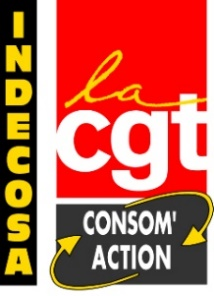 INDECOSA
la
cgt
CONSOM'
ACTION